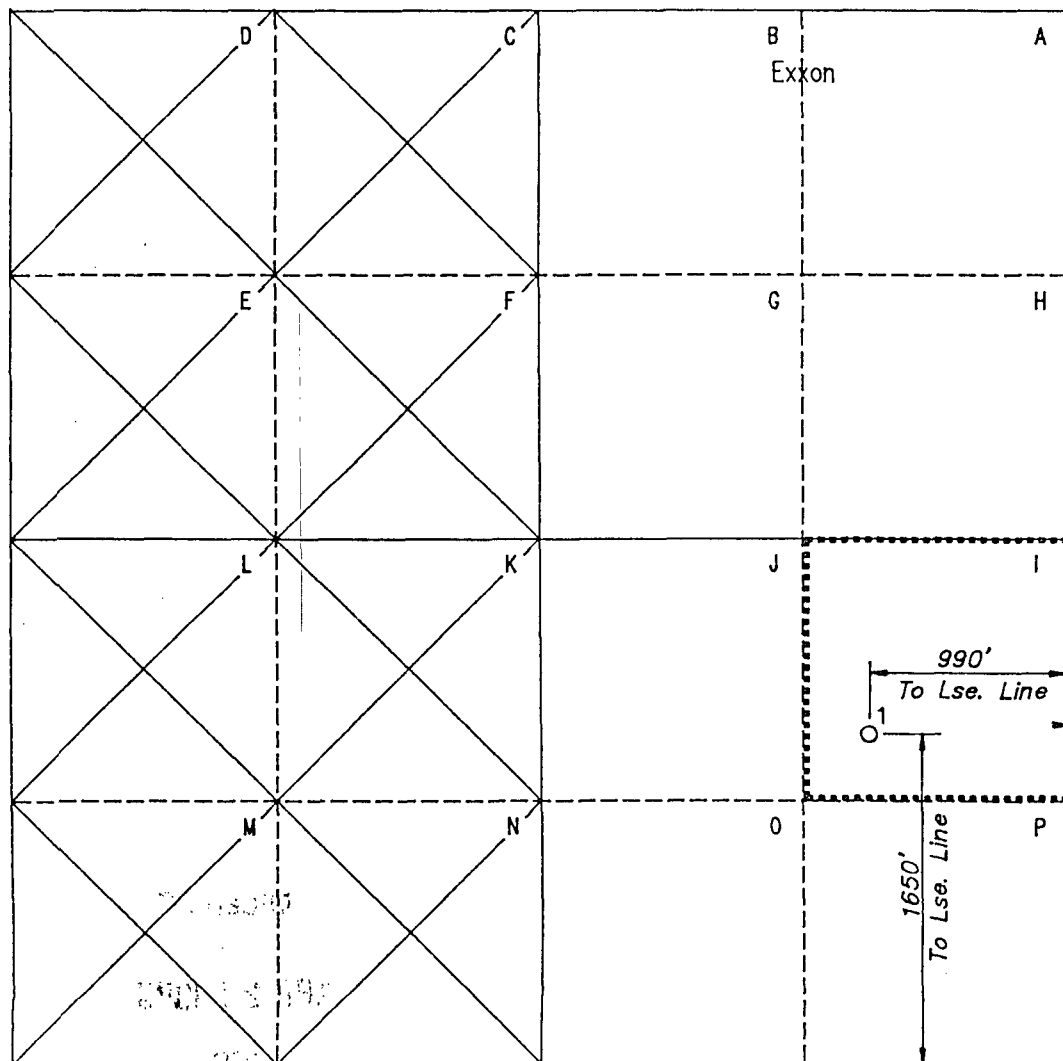 D C B A
Exxon
E F G H
L K J I
990'
To Lse. Line
1
M N O P
1650'
To Lse. Line